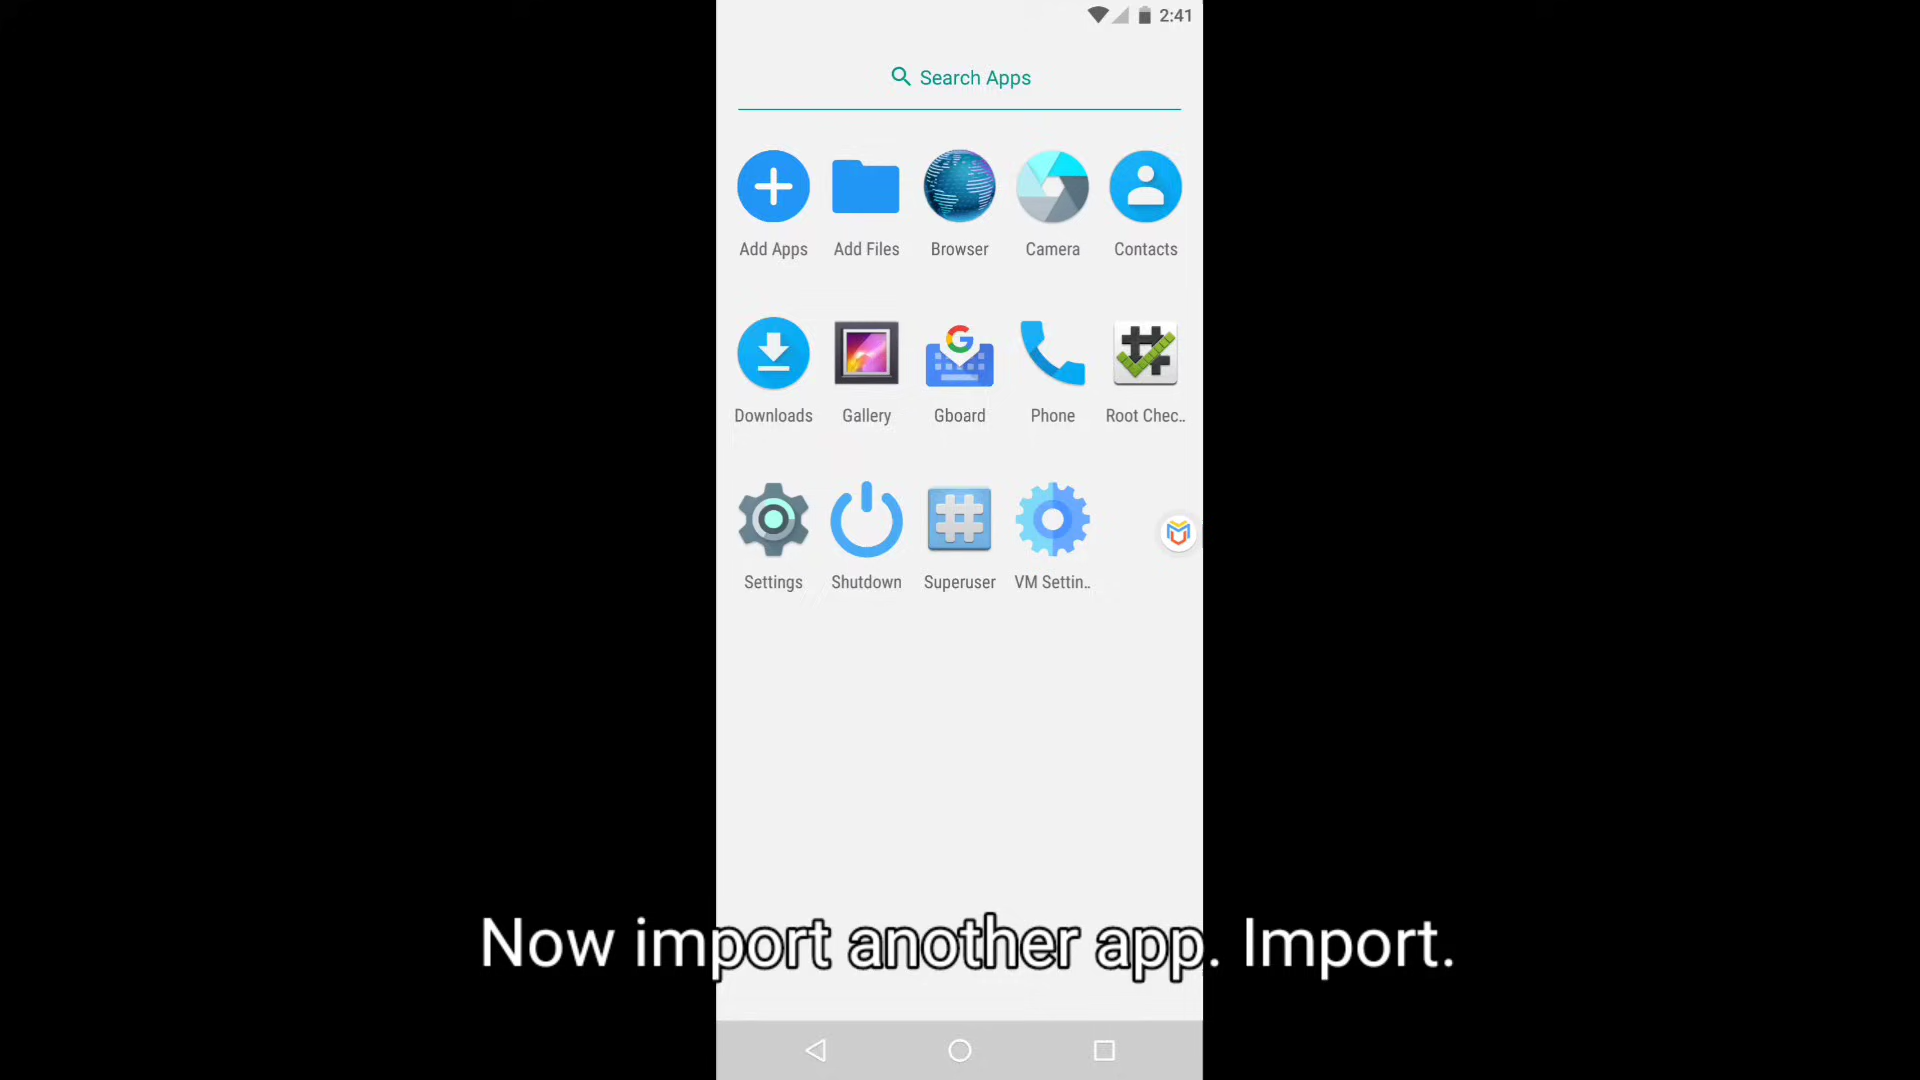 2:41
Search Apps
Add Apps Add Files Browser Camera Contacts
Downloads Gallery Gboard Phone Root Chec..
Settings Shutdown Superuser VM Settin..
Now import another app. Import.